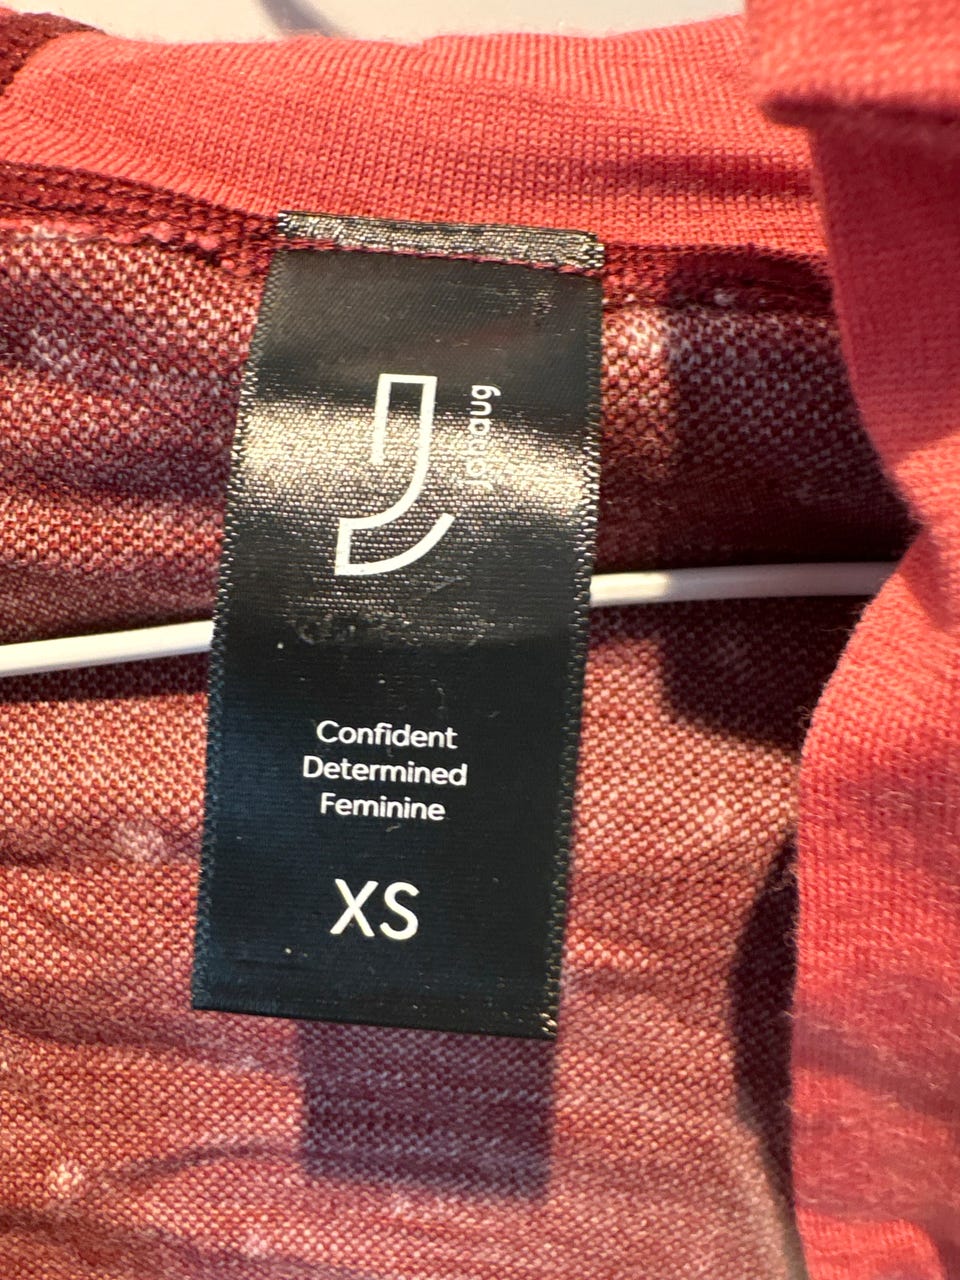 Johaug
Confident
Determined
Feminine
XS